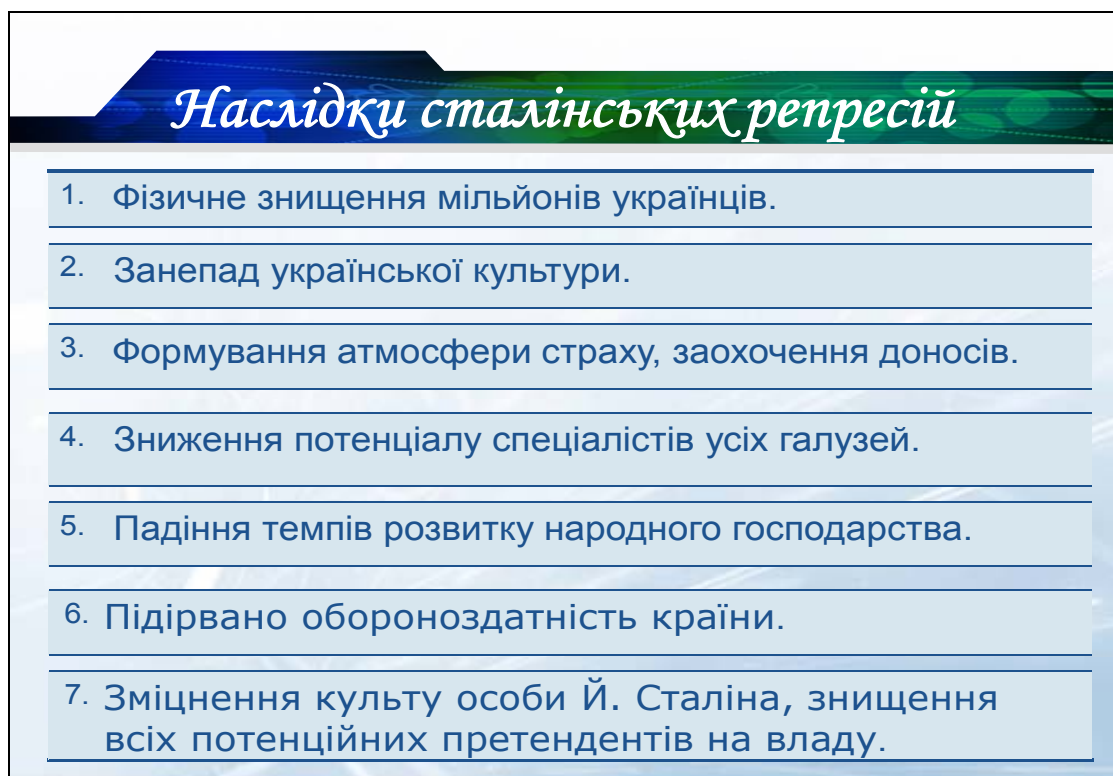 Наслідки сталінських репресій
1. Фізичне знищення мільйонів українців.
2. Занепад української культури.
3. Формування атмосфери страху, заохочення доносів.
4. Зниження потенціалу спеціалістів усіх галузей.
5. Падіння темпів розвитку народного господарства.
6. Підірвано обороноздатність країни.
7. Зміцнення культу особи Й. Сталіна, знищення
всіх потенційних претендентів на владу.